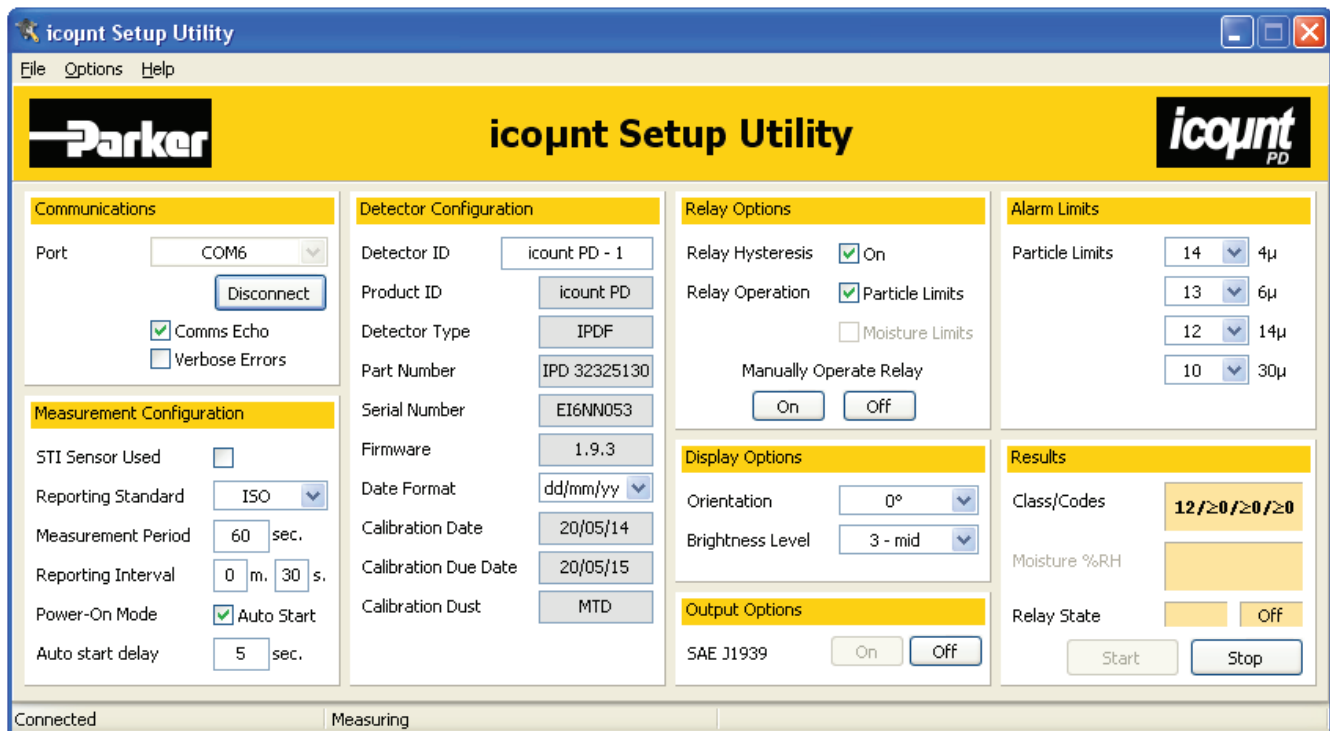 icoµnt Setup Utility
File Options Help
Parker
icoµnt Setup Utility
icoµnt
PD
Communications
Port COM6
Disconnect
Comms Echo
Verbose Errors
Measurement Configuration
STI Sensor Used
Reporting Standard ISO
Measurement Period 60 sec.
Reporting Interval 0 m. 30 s.
Power-On Mode Auto Start
Auto start delay 5 sec.
Detector Configuration
Detector ID icount PD - 1
Product ID icount PD
Detector Type IPDF
Part Number IPD 32325130
Serial Number EI6NN053
Firmware 1.9.3
Date Format dd/mm/yy
Calibration Date 20/05/14
Calibration Due Date 20/05/15
Calibration Dust MTD
Relay Options
Relay Hysteresis On
Relay Operation Particle Limits
Moisture Limits
Manually Operate Relay
On Off
Display Options
Orientation 0°
Brightness Level 3 - mid
Output Options
SAE J1939 On Off
Alarm Limits
Particle Limits 14 4µ
13 6µ
12 14µ
10 30µ
Results
Class/Codes 12/≥0/≥0/≥0
Moisture %RH
Relay State Off
Start Stop
Connected Measuring